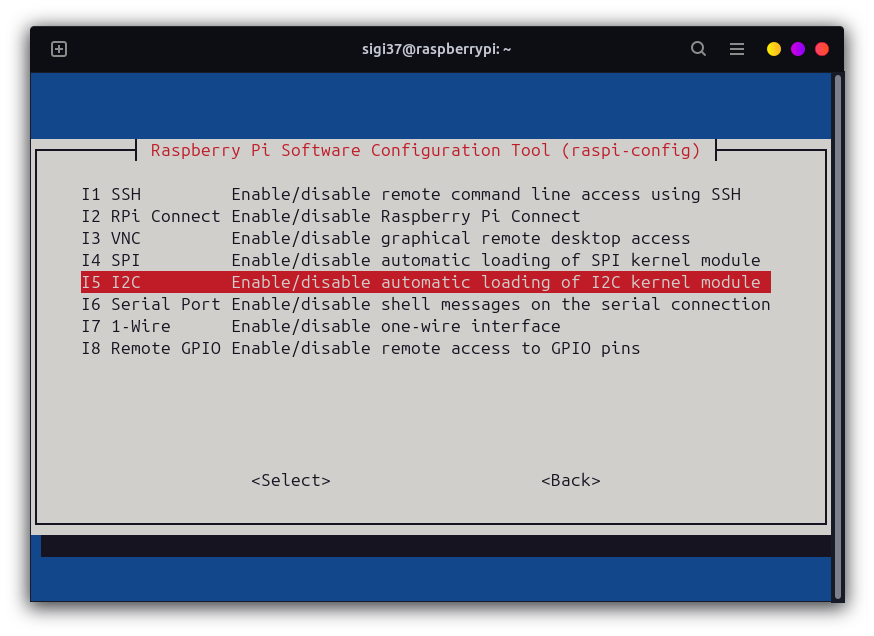 sigi37@raspberrypi: ~
Raspberry Pi Software Configuration Tool (raspi-config)
I1 SSH Enable/disable remote command line access using SSH
I2 RPi Connect Enable/disable Raspberry Pi Connect
I3 VNC Enable/disable graphical remote desktop access
I4 SPI Enable/disable automatic loading of SPI kernel module
I5 I2C Enable/disable automatic loading of I2C kernel module
I6 Serial Port Enable/disable shell messages on the serial connection
I7 1-Wire Enable/disable one-wire interface
I8 Remote GPIO Enable/disable remote access to GPIO pins
<Select> <Back>